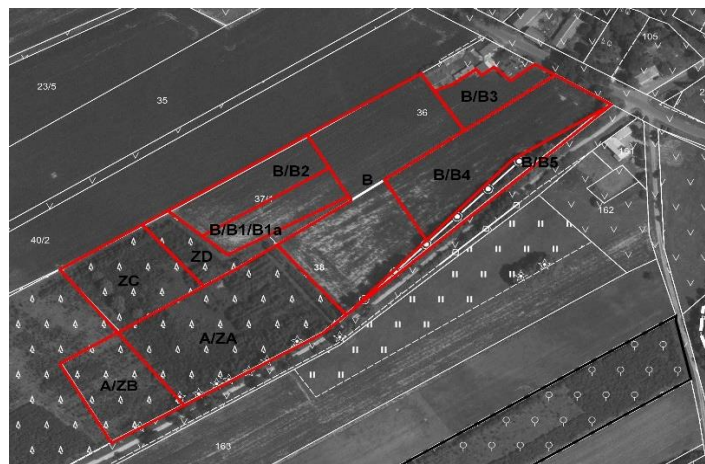 105
23/5
35
B/B3
36
B/B2
B
B/B5
B/B4
37/1
162
B/B1/B1a
40/2
ZD
38
ZC
A/ZA
A/ZB
163